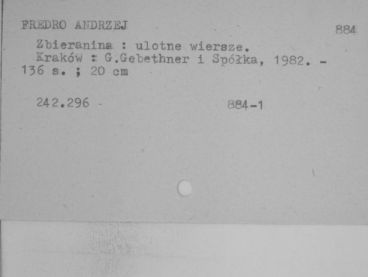 FREDRO ANDRZEJ 884
Zbieranina : ulotne wiersze.
Kraków : G.Gebethner i Spółka, 1982. -
136 s. ; 20 cm
242.296 - 884-1